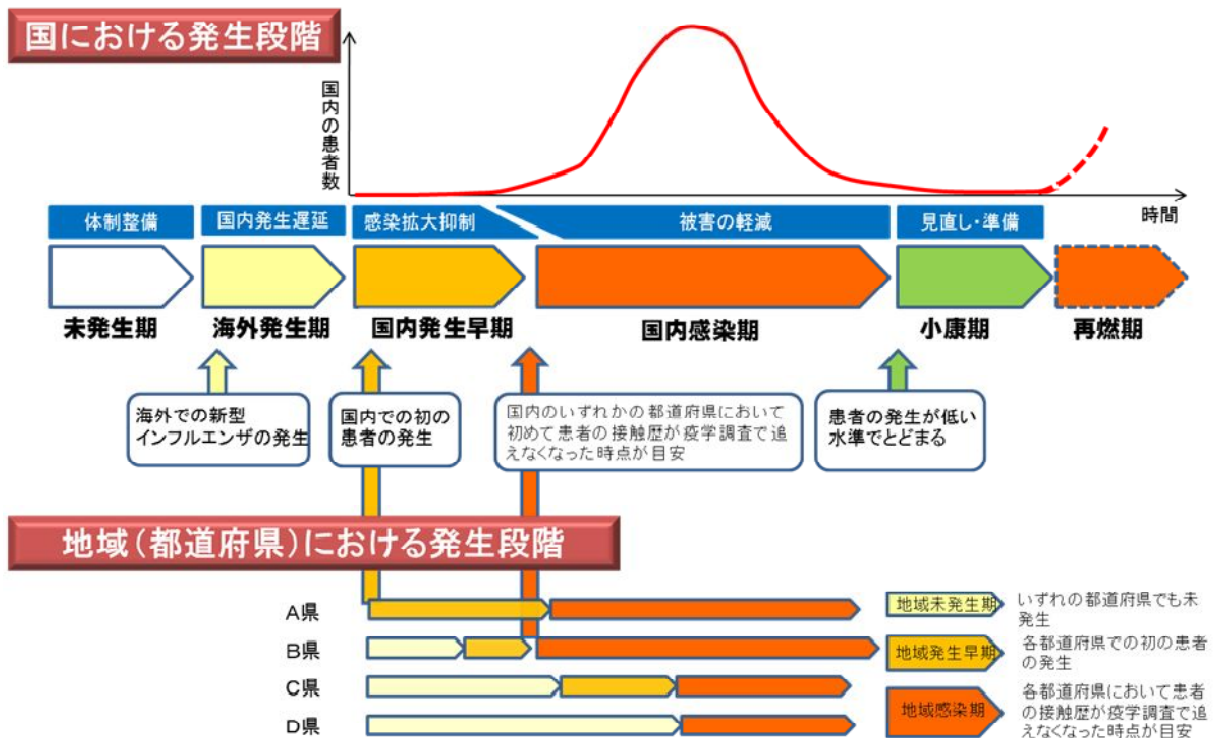 国における発生段階
国内の患者数
時間
体制整備
国内発生遅延
感染拡大抑制
被害の軽減
見直し・準備
未発生期
海外発生期
国内発生早期
国内感染期
小康期
再燃期
海外での新型
インフルエンザの発生
国内での初の
患者の発生
国内のいずれかの都道府県において
初めて患者の接触歴が疫学調査で追
えなくなった時点が目安
患者の発生が低い
水準でとどまる
地域(都道府県)における発生段階
A県
B県
C県
D県
地域未発生期
いずれの都道府県でも未
発生
地域発生早期
各都道府県での初の患者
の発生
地域感染期
各都道府県において患者
の接触歴が疫学調査で追
えなくなった時点が目安